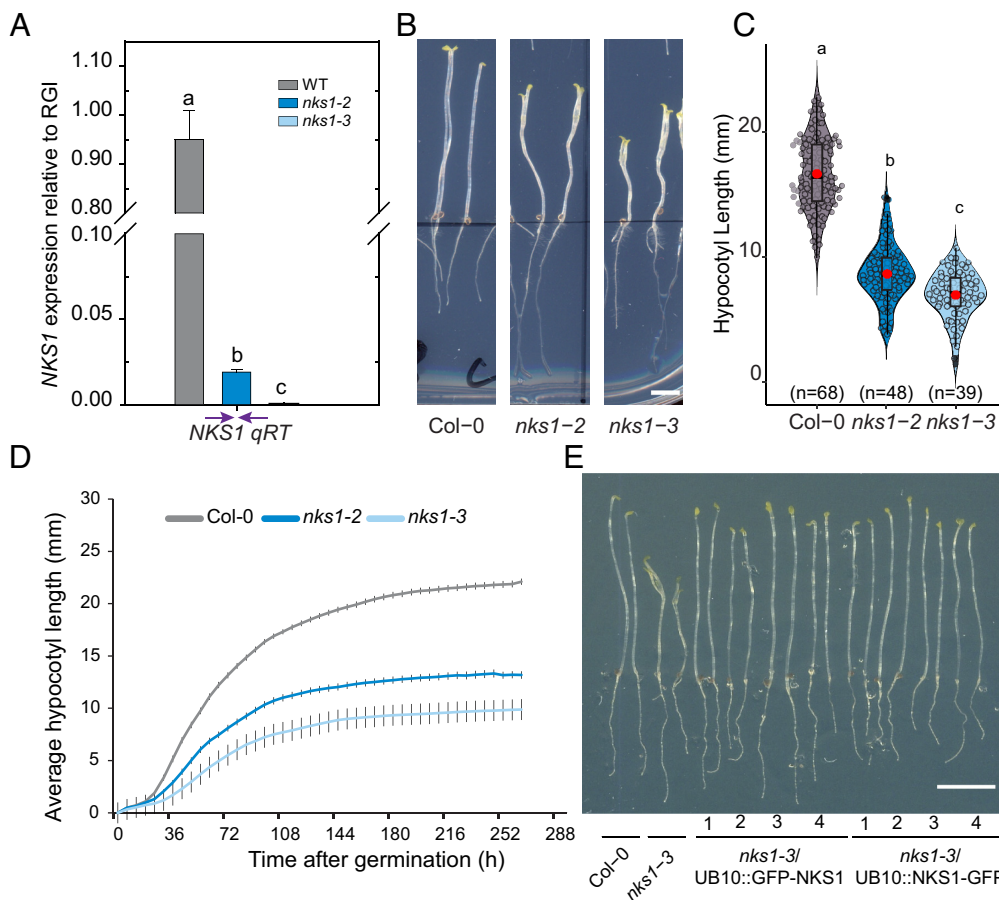 A
NKS1 expression relative to RGI
1.10
1.00
0.90
0.80
0.10
0.05
0.00
WT
nks1-2
nks1-3
a
b
c
NKS1 qRT
B
Col-0
nks1-2
nks1-3
C
Hypocotyl Length (mm)
20
10
0
a
b
c
(n=68)
(n=48)
(n=39)
Col-0
nks1-2
nks1-3
D
Average hypocotyl length (mm)
30
25
20
15
10
5
0
Col-0
nks1-2
nks1-3
0 36 72 108 144 180 216 252 288
Time after germination (h)
E
Col-0
nks1-3
1 2 3 4
nks1-3/
UB10::GFP-NKS1
1 2 3 4
nks1-3/
UB10::NKS1-GFP